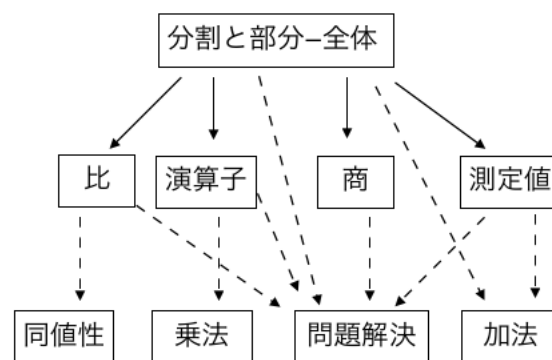 分割と部分–全体
比
演算子
商
測定値
同値性
乗法
問題解決
加法